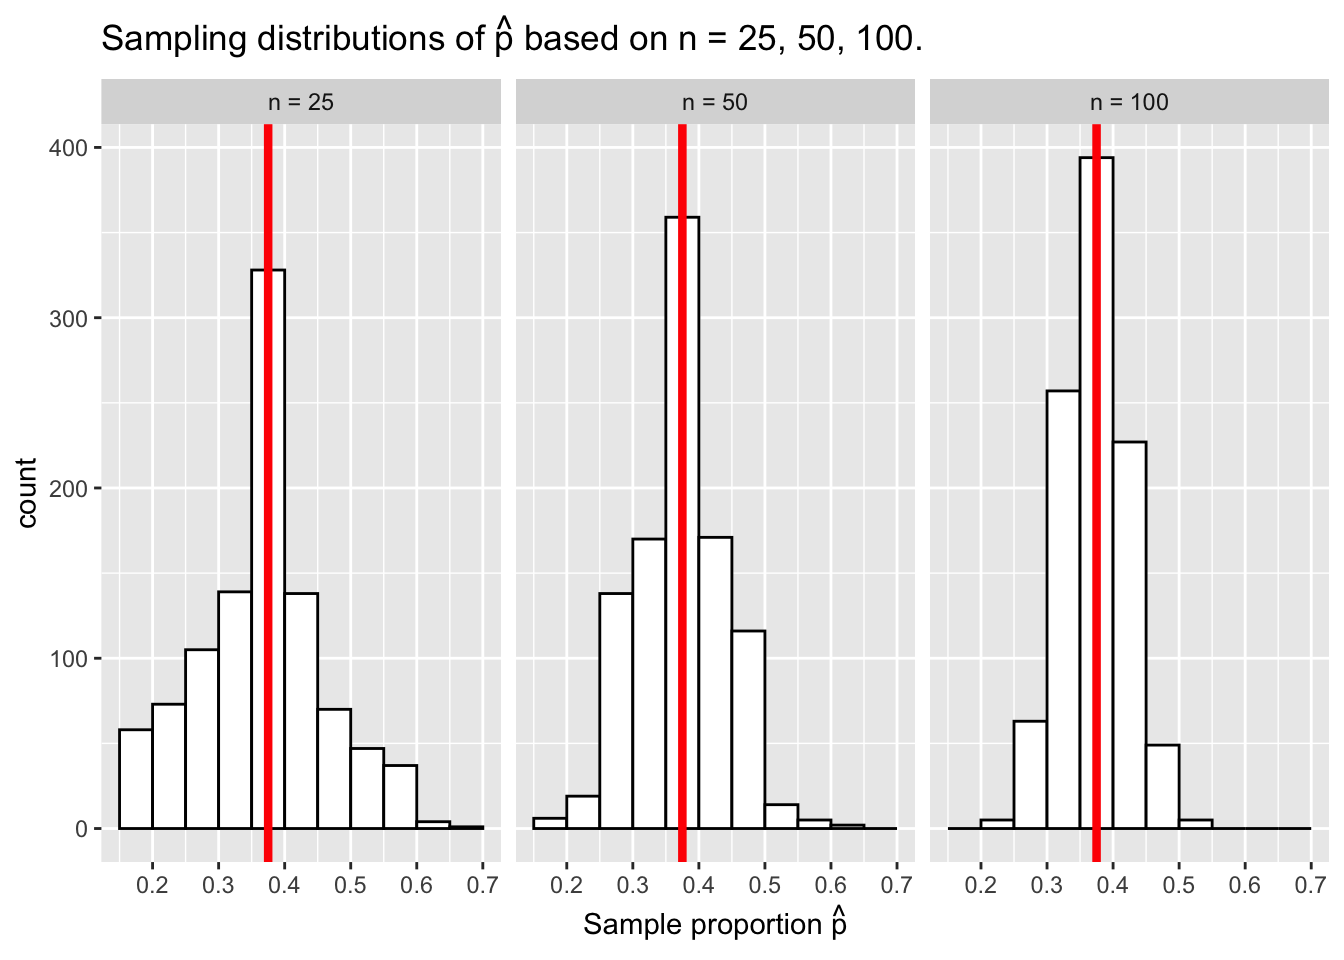 Sampling distributions of p̂ based on n = 25, 50, 100.
n = 25
n = 50
n = 100
400
300
200
100
0
count
0.2 0.3 0.4 0.5 0.6 0.7
0.2 0.3 0.4 0.5 0.6 0.7
0.2 0.3 0.4 0.5 0.6 0.7
Sample proportion p̂